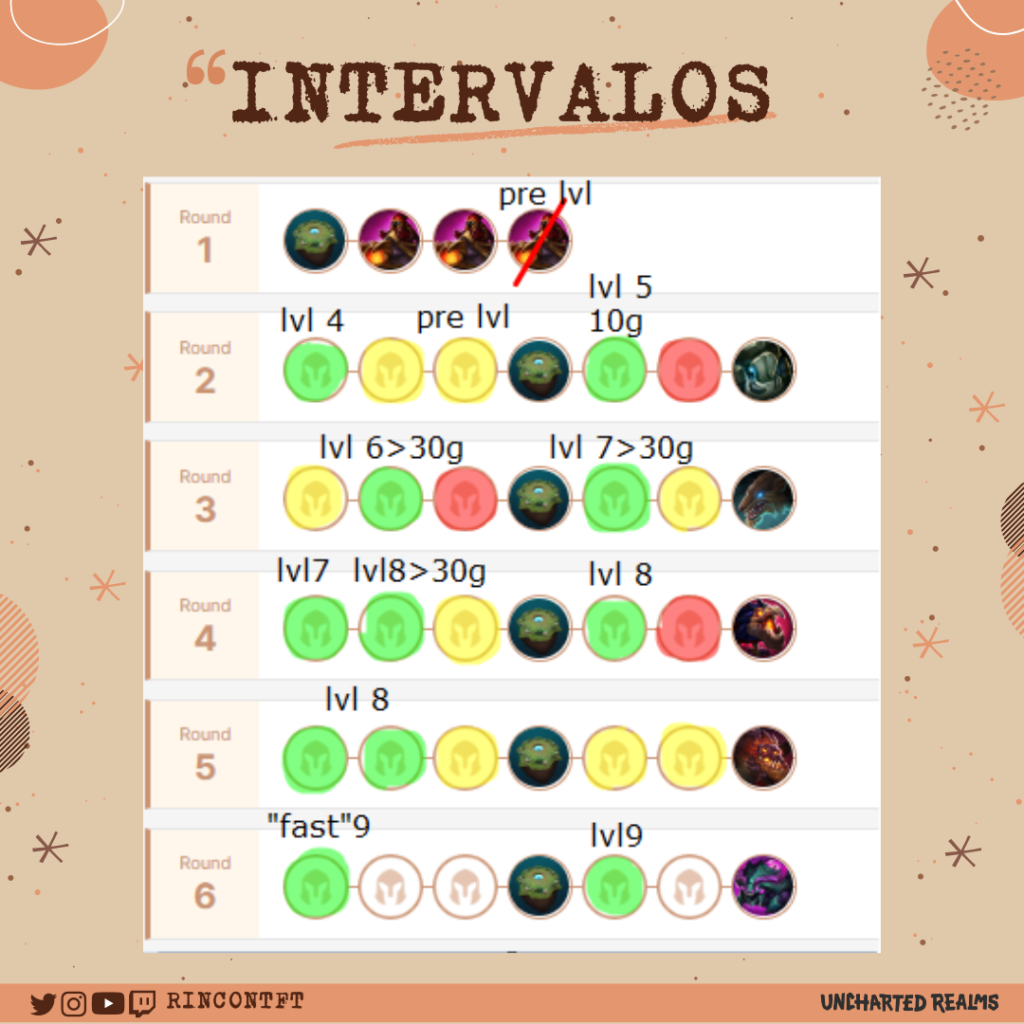 “INTERVALOS
pre lvl
Round
1
lvl 5
lvl 4 pre lvl 10g
Round
2
lvl 6>30g lvl 7>30g
Round
3
lvl7 lvl8>30g lvl 8
Round
4
lvl 8
Round
5
"fast"9 lvl9
Round
6
RINCONTFT UNCHARTED REALMS